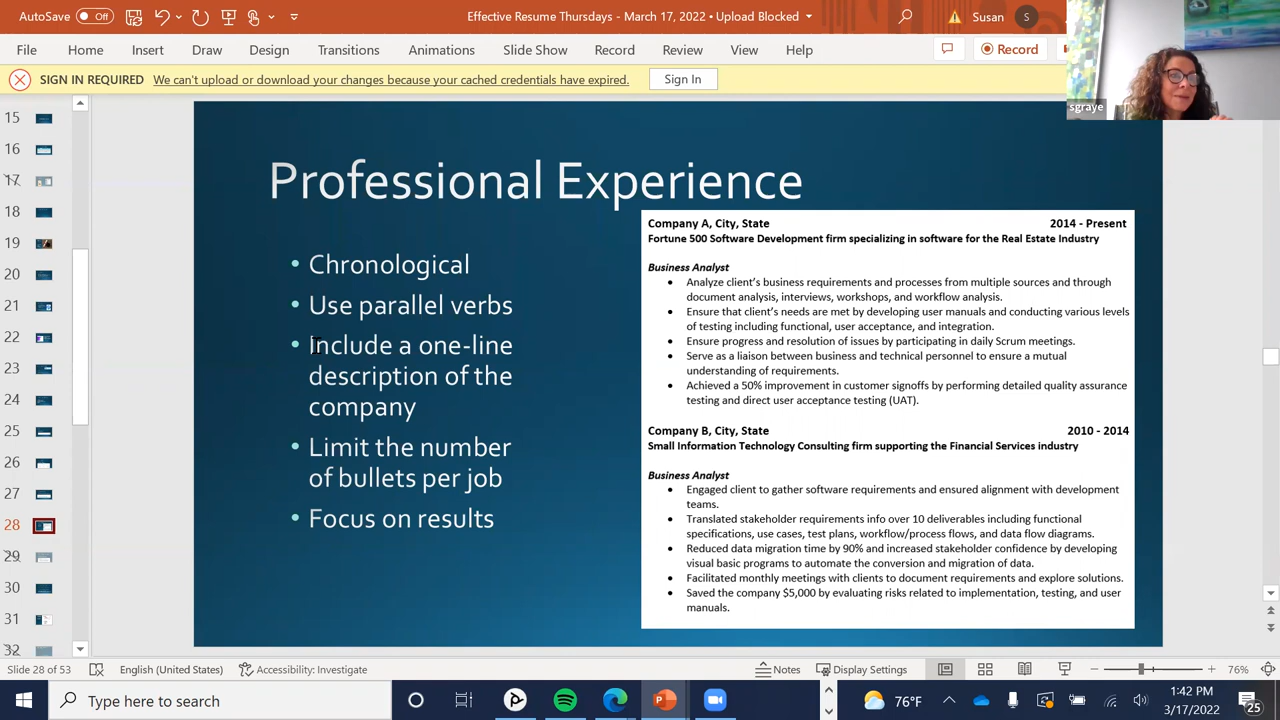 AutoSave Off Effective Resume Thursdays - March 17, 2022 • Upload Blocked Susan S
File Home Insert Draw Design Transitions Animations Slide Show Record Review View Help Record
SIGN IN REQUIRED We can't upload or download your changes because your cached credentials have expired. Sign In
sgraye
15
16
17
18
19
20
21
22
23
24
25
26
27
28
29
30
31
32
Professional Experience
• Chronological
• Use parallel verbs
• Include a one-line
description of the
company
• Limit the number
of bullets per job
• Focus on results
Company A, City, State 2014 - Present
Fortune 500 Software Development firm specializing in software for the Real Estate Industry
Business Analyst
• Analyze client's business requirements and processes from multiple sources and through
document analysis, interviews, workshops, and workflow analysis.
• Ensure that client's needs are met by developing user manuals and conducting various levels
of testing including functional, user acceptance, and integration.
• Ensure progress and resolution of issues by participating in daily Scrum meetings.
• Serve as a liaison between business and technical personnel to ensure a mutual
understanding of requirements.
• Achieved a 50% improvement in customer signoffs by performing detailed quality assurance
testing and direct user acceptance testing (UAT).
Company B, City, State 2010 - 2014
Small Information Technology Consulting firm supporting the Financial Services industry
Business Analyst
• Engaged client to gather software requirements and ensured alignment with development
teams.
• Translated stakeholder requirements info over 10 deliverables including functional
specifications, use cases, test plans, workflow/process flows, and data flow diagrams.
• Reduced data migration time by 90% and increased stakeholder confidence by developing
visual basic programs to automate the conversion and migration of data.
• Facilitated monthly meetings with clients to document requirements and explore solutions.
• Saved the company $5,000 by evaluating risks related to implementation, testing, and user
manuals.
Slide 28 of 53 English (United States) Accessibility: Investigate Notes Display Settings 76%
Type here to search 76°F 1:42 PM
3/17/2022 25